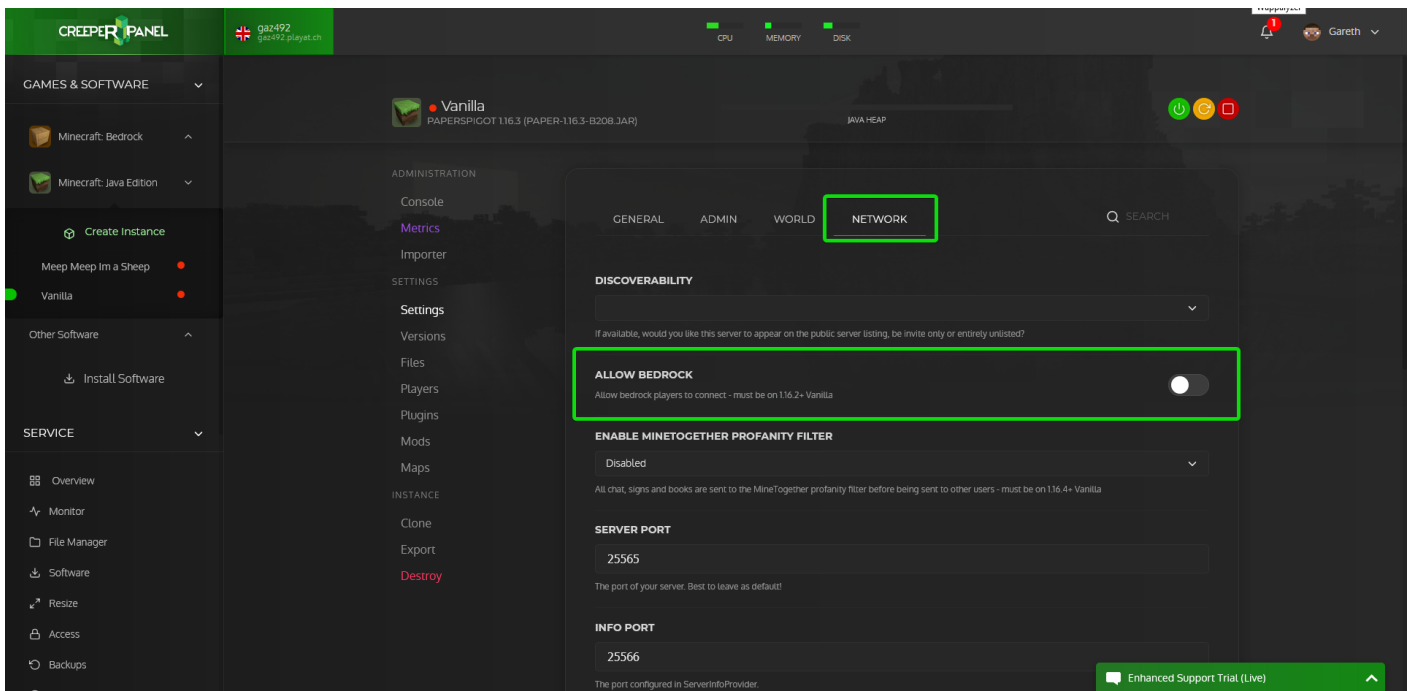 Wappalyzer
CREEPER PANEL
gaz492
gaz492.playat.ch
CPU
MEMORY
DISK
1
Gareth
GAMES & SOFTWARE
Minecraft: Bedrock
Minecraft: Java Edition
Create Instance
Meep Meep Im a Sheep
Vanilla
Other Software
Install Software
SERVICE
Overview
Monitor
File Manager
Software
Resize
Access
Backups
Vanilla
PAPERSPIGOT 1.16.3 (PAPER-1.16.3-B208.JAR)
JAVA HEAP
ADMINISTRATION
Console
Metrics
Importer
SETTINGS
Settings
Versions
Files
Players
Plugins
Mods
Maps
INSTANCE
Clone
Export
Destroy
GENERAL
ADMIN
WORLD
NETWORK
SEARCH
DISCOVERABILITY
If available, would you like this server to appear on the public server listing, be invite only or entirely unlisted?
ALLOW BEDROCK
Allow bedrock players to connect - must be on 1.16.2+ Vanilla
ENABLE MINETOGETHER PROFANITY FILTER
Disabled
All chat, signs and books are sent to the MineTogether profanity filter before being sent to other users - must be on 1.16.4+ Vanilla
SERVER PORT
25565
The port of your server. Best to leave as default!
INFO PORT
25566
The port configured in ServerInfoProvider.
Enhanced Support Trial (Live)